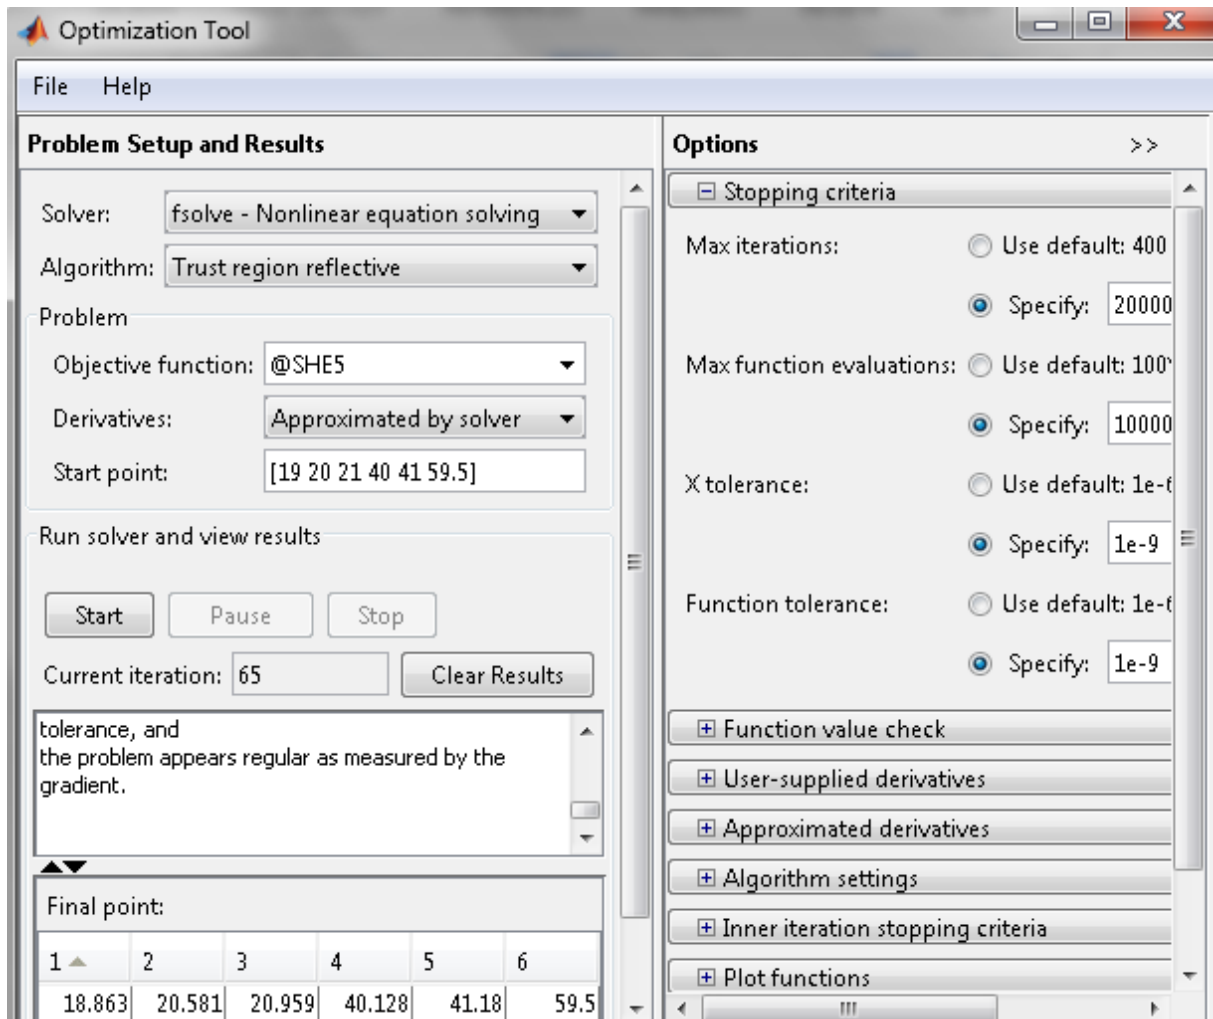 Optimization Tool
File Help
Problem Setup and Results
Solver: fsolve - Nonlinear equation solving
Algorithm: Trust region reflective
Problem
Objective function: @SHE5
Derivatives: Approximated by solver
Start point: [19 20 21 40 41 59.5]
Run solver and view results
Start Pause Stop
Current iteration: 65 Clear Results
tolerance, and
the problem appears regular as measured by the
gradient.
Final point:
1 2 3 4 5 6
18.863 20.581 20.959 40.128 41.18 59.5
Options >>
Stopping criteria
Max iterations: Use default: 400
Specify: 20000
Max function evaluations: Use default: 100
Specify: 10000
X tolerance: Use default: 1e-6
Specify: 1e-9
Function tolerance: Use default: 1e-6
Specify: 1e-9
Function value check
User-supplied derivatives
Approximated derivatives
Algorithm settings
Inner iteration stopping criteria
Plot functions